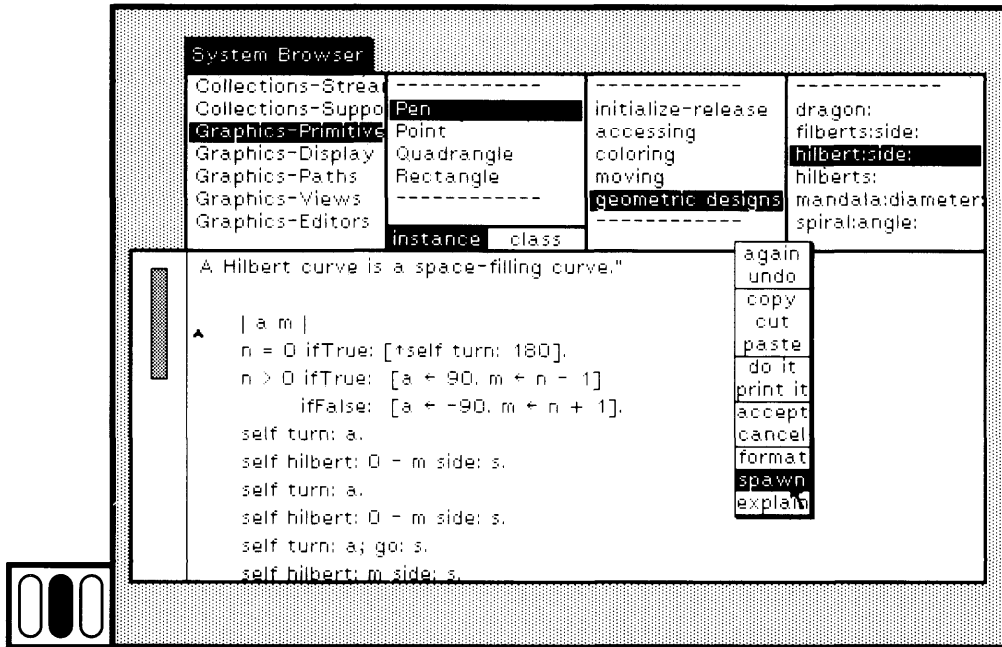 System Browser
Collections-Strea
Collections-Suppo
Graphics-Primitive
Graphics-Display
Graphics-Paths
Graphics-Views
Graphics-Editors
------------
Pen
Point
Quadrangle
Rectangle
------------
instance class
------------
initialize-release
accessing
coloring
moving
geometric designs
------------
------------
dragon:
filberts:side:
hilbert:side:
hilberts:
mandala:diameter:
spiral:angle:
A Hilbert curve is a space-filling curve."
| a m |
n = 0 ifTrue: [↑self turn: 180].
n > 0 ifTrue: [a ← 90. m ← n - 1]
ifFalse: [a ← -90. m ← n + 1].
self turn: a.
self hilbert: 0 - m side: s.
self turn: a.
self hilbert: 0 - m side: s.
self turn: a; go: s.
self hilbert: m side: s.
again
undo
copy
cut
paste
do it
print it
accept
cancel
format
spawn
explain